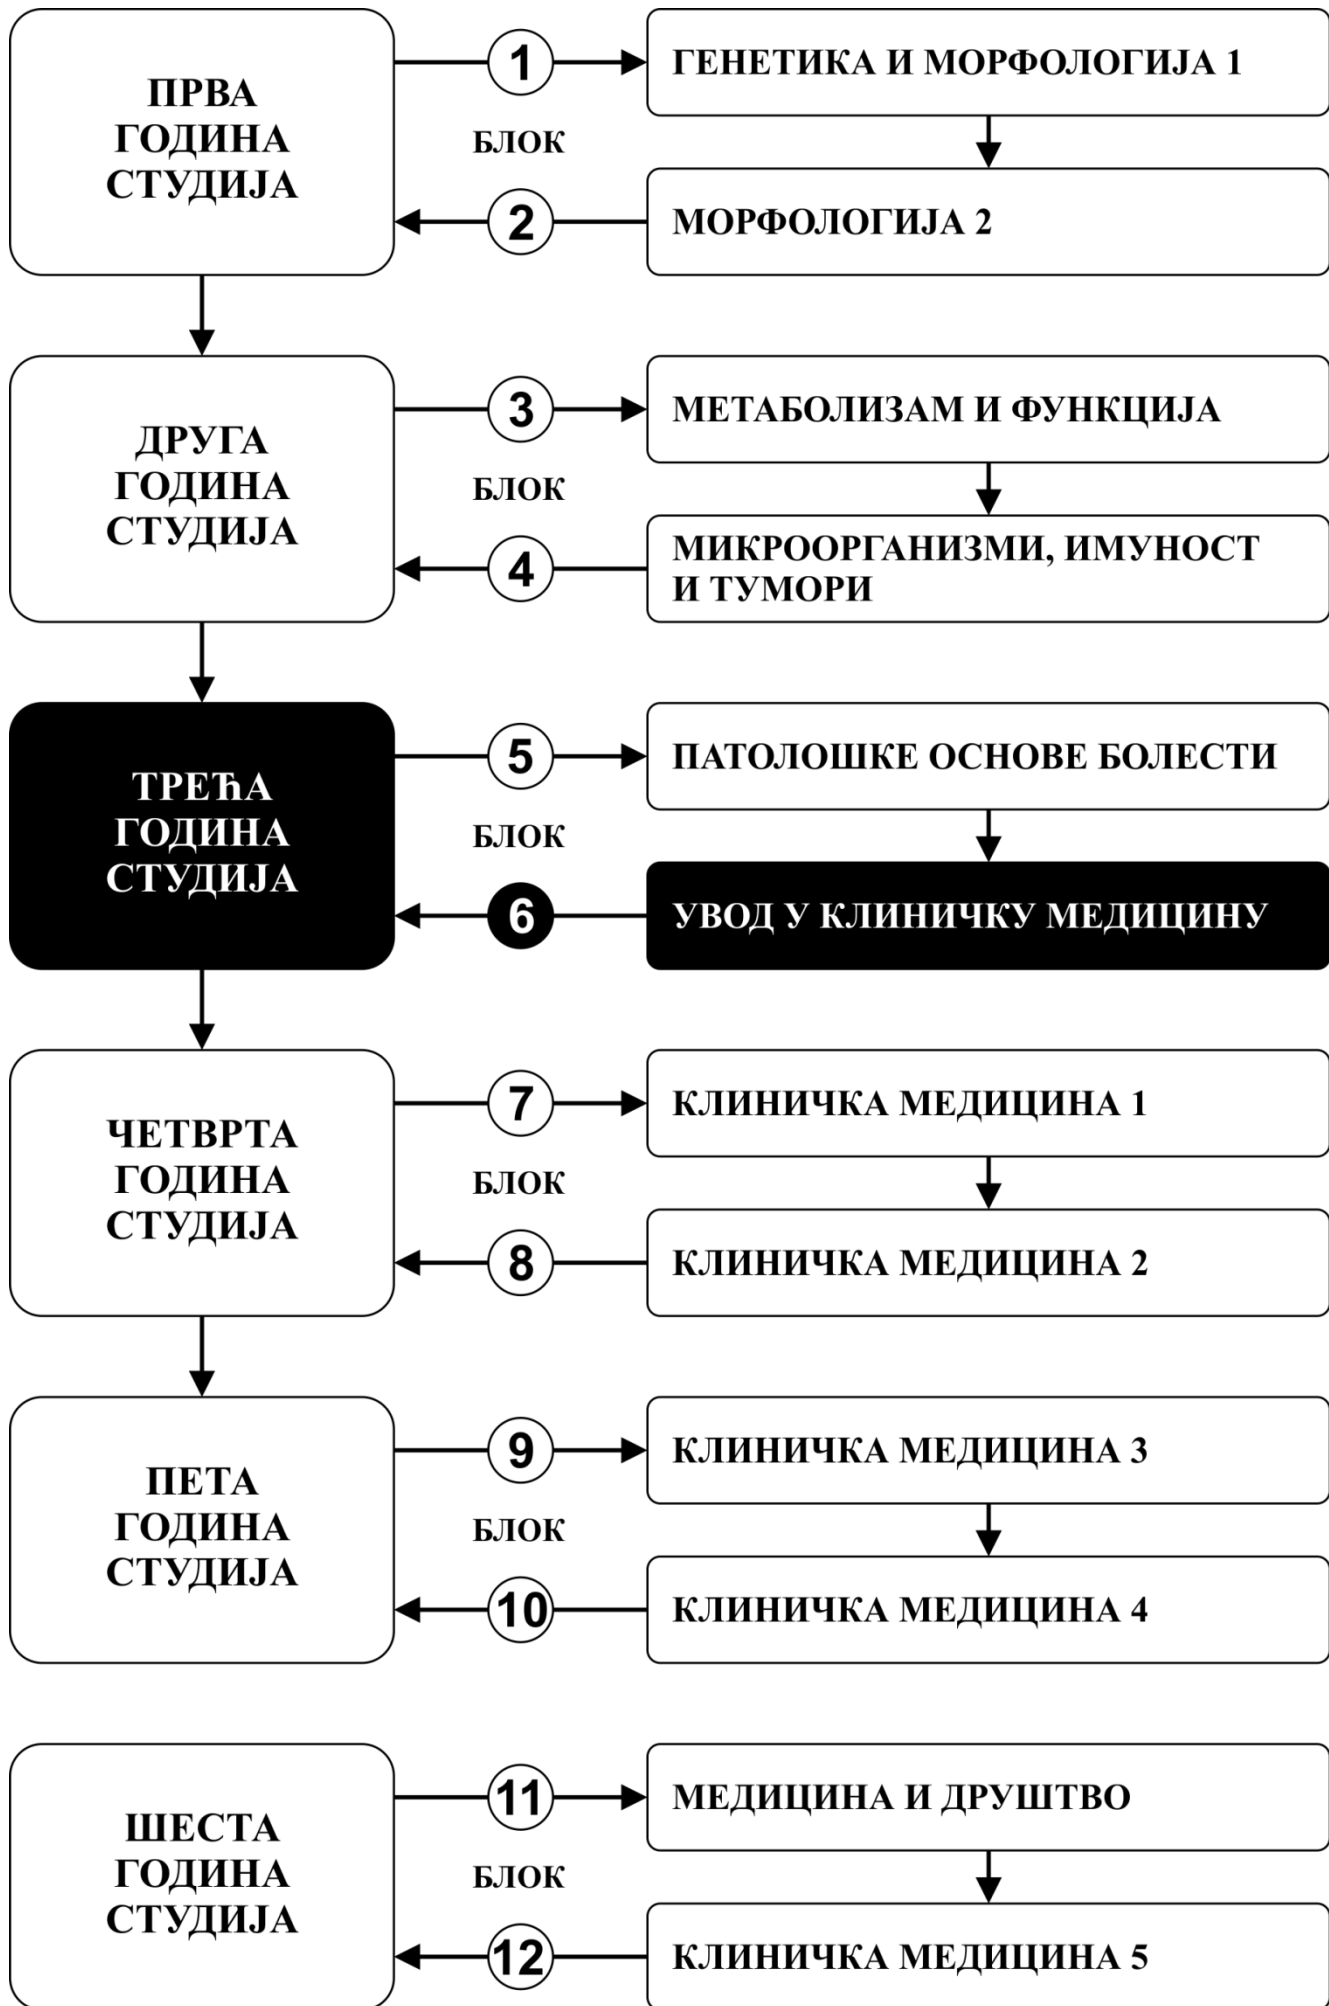 ПРВА
ГОДИНА
СТУДИЈА
1
БЛОК
2
ГЕНЕТИКА И МОРФОЛОГИЈА 1
МОРФОЛОГИЈА 2
ДРУГА
ГОДИНА
СТУДИЈА
3
БЛОК
4
МЕТАБОЛИЗАМ И ФУНКЦИЈА
МИКРООРГАНИЗМИ, ИМУНОСТ
И ТУМОРИ
ТРЕЋА
ГОДИНА
СТУДИЈА
5
БЛОК
6
ПАТОЛОШКЕ ОСНОВЕ БОЛЕСТИ
УВОД У КЛИНИЧКУ МЕДИЦИНУ
ЧЕТВРТА
ГОДИНА
СТУДИЈА
7
БЛОК
8
КЛИНИЧКА МЕДИЦИНА 1
КЛИНИЧКА МЕДИЦИНА 2
ПЕТА
ГОДИНА
СТУДИЈА
9
БЛОК
10
КЛИНИЧКА МЕДИЦИНА 3
КЛИНИЧКА МЕДИЦИНА 4
ШЕСТА
ГОДИНА
СТУДИЈА
11
БЛОК
12
МЕДИЦИНА И ДРУШТВО
КЛИНИЧКА МЕДИЦИНА 5